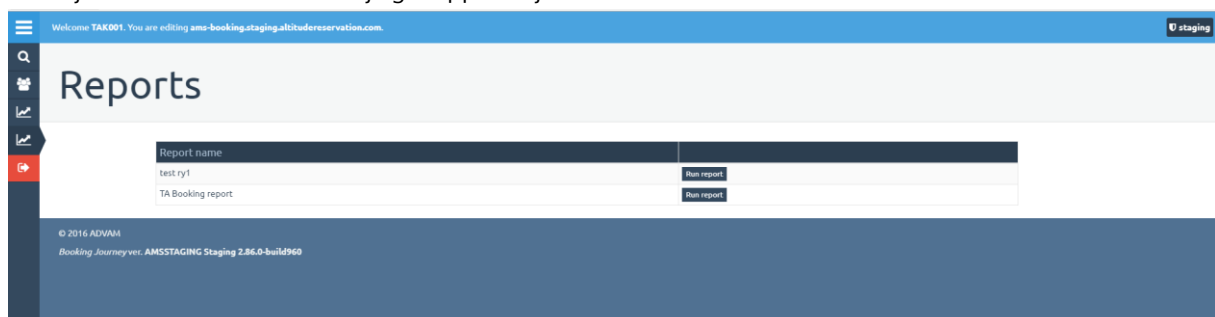 Welcome TAK001. You are editing ams-booking.staging.altitudereservation.com.
staging
Reports
Report name
test ry1
Run report
TA Booking report
Run report
© 2016 ADVAM
Booking Journey ver. AMSSTAGING Staging 2.86.0-build960